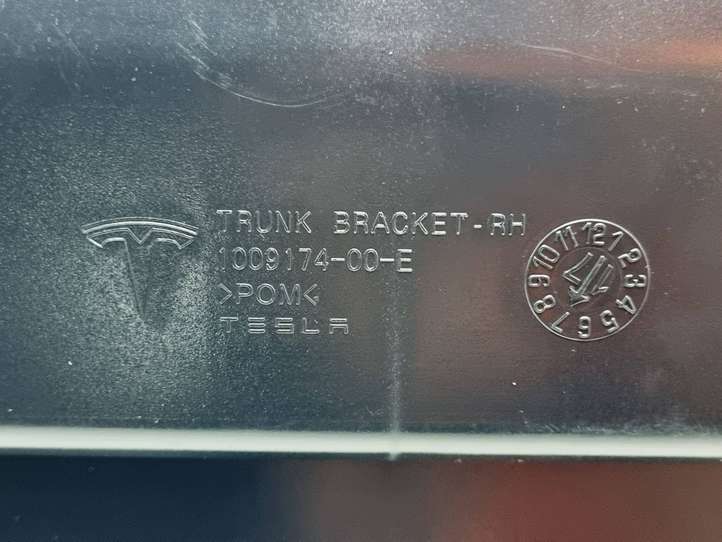 TRUNK BRACKET-RH
1009174-00-E
>POM<
TESLA
1 2 3 4 5 6 7 8 9 10 11 12